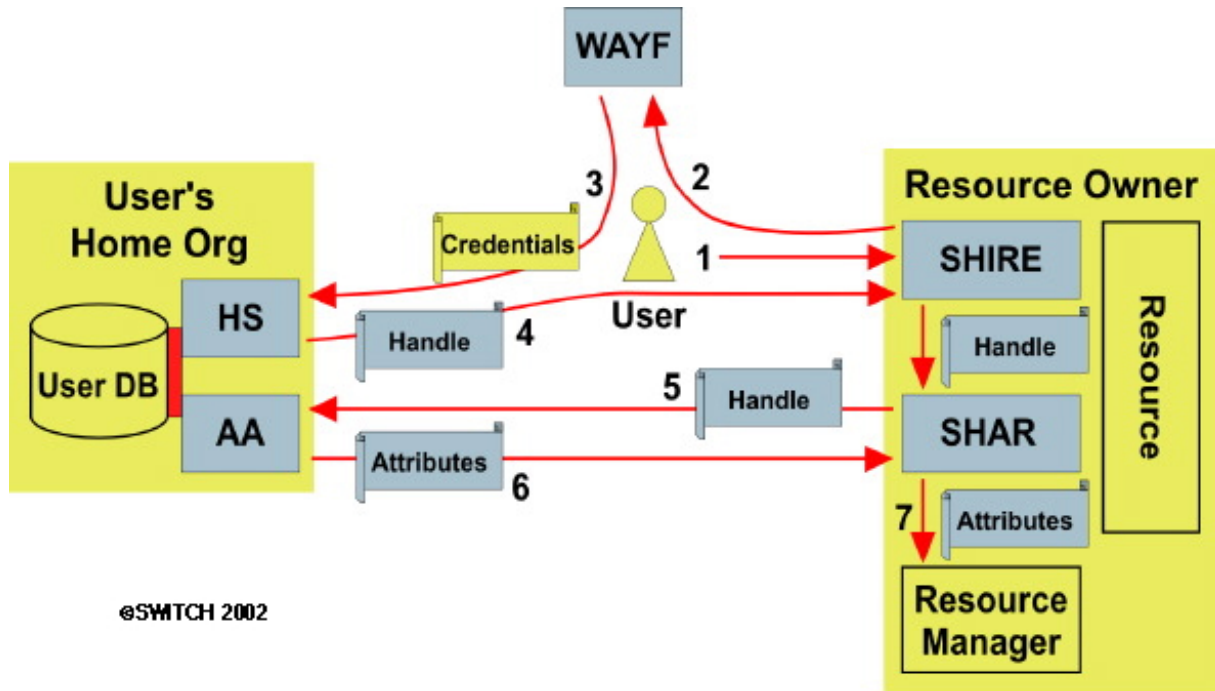 WAYF
3
2
User's
Home Org
Credentials
1
User
Resource Owner
SHIRE
Resource
HS
Handle
4
Handle
User DB
5
Handle
AA
Attributes
6
SHAR
7
Attributes
Resource
Manager
©SWITCH 2002